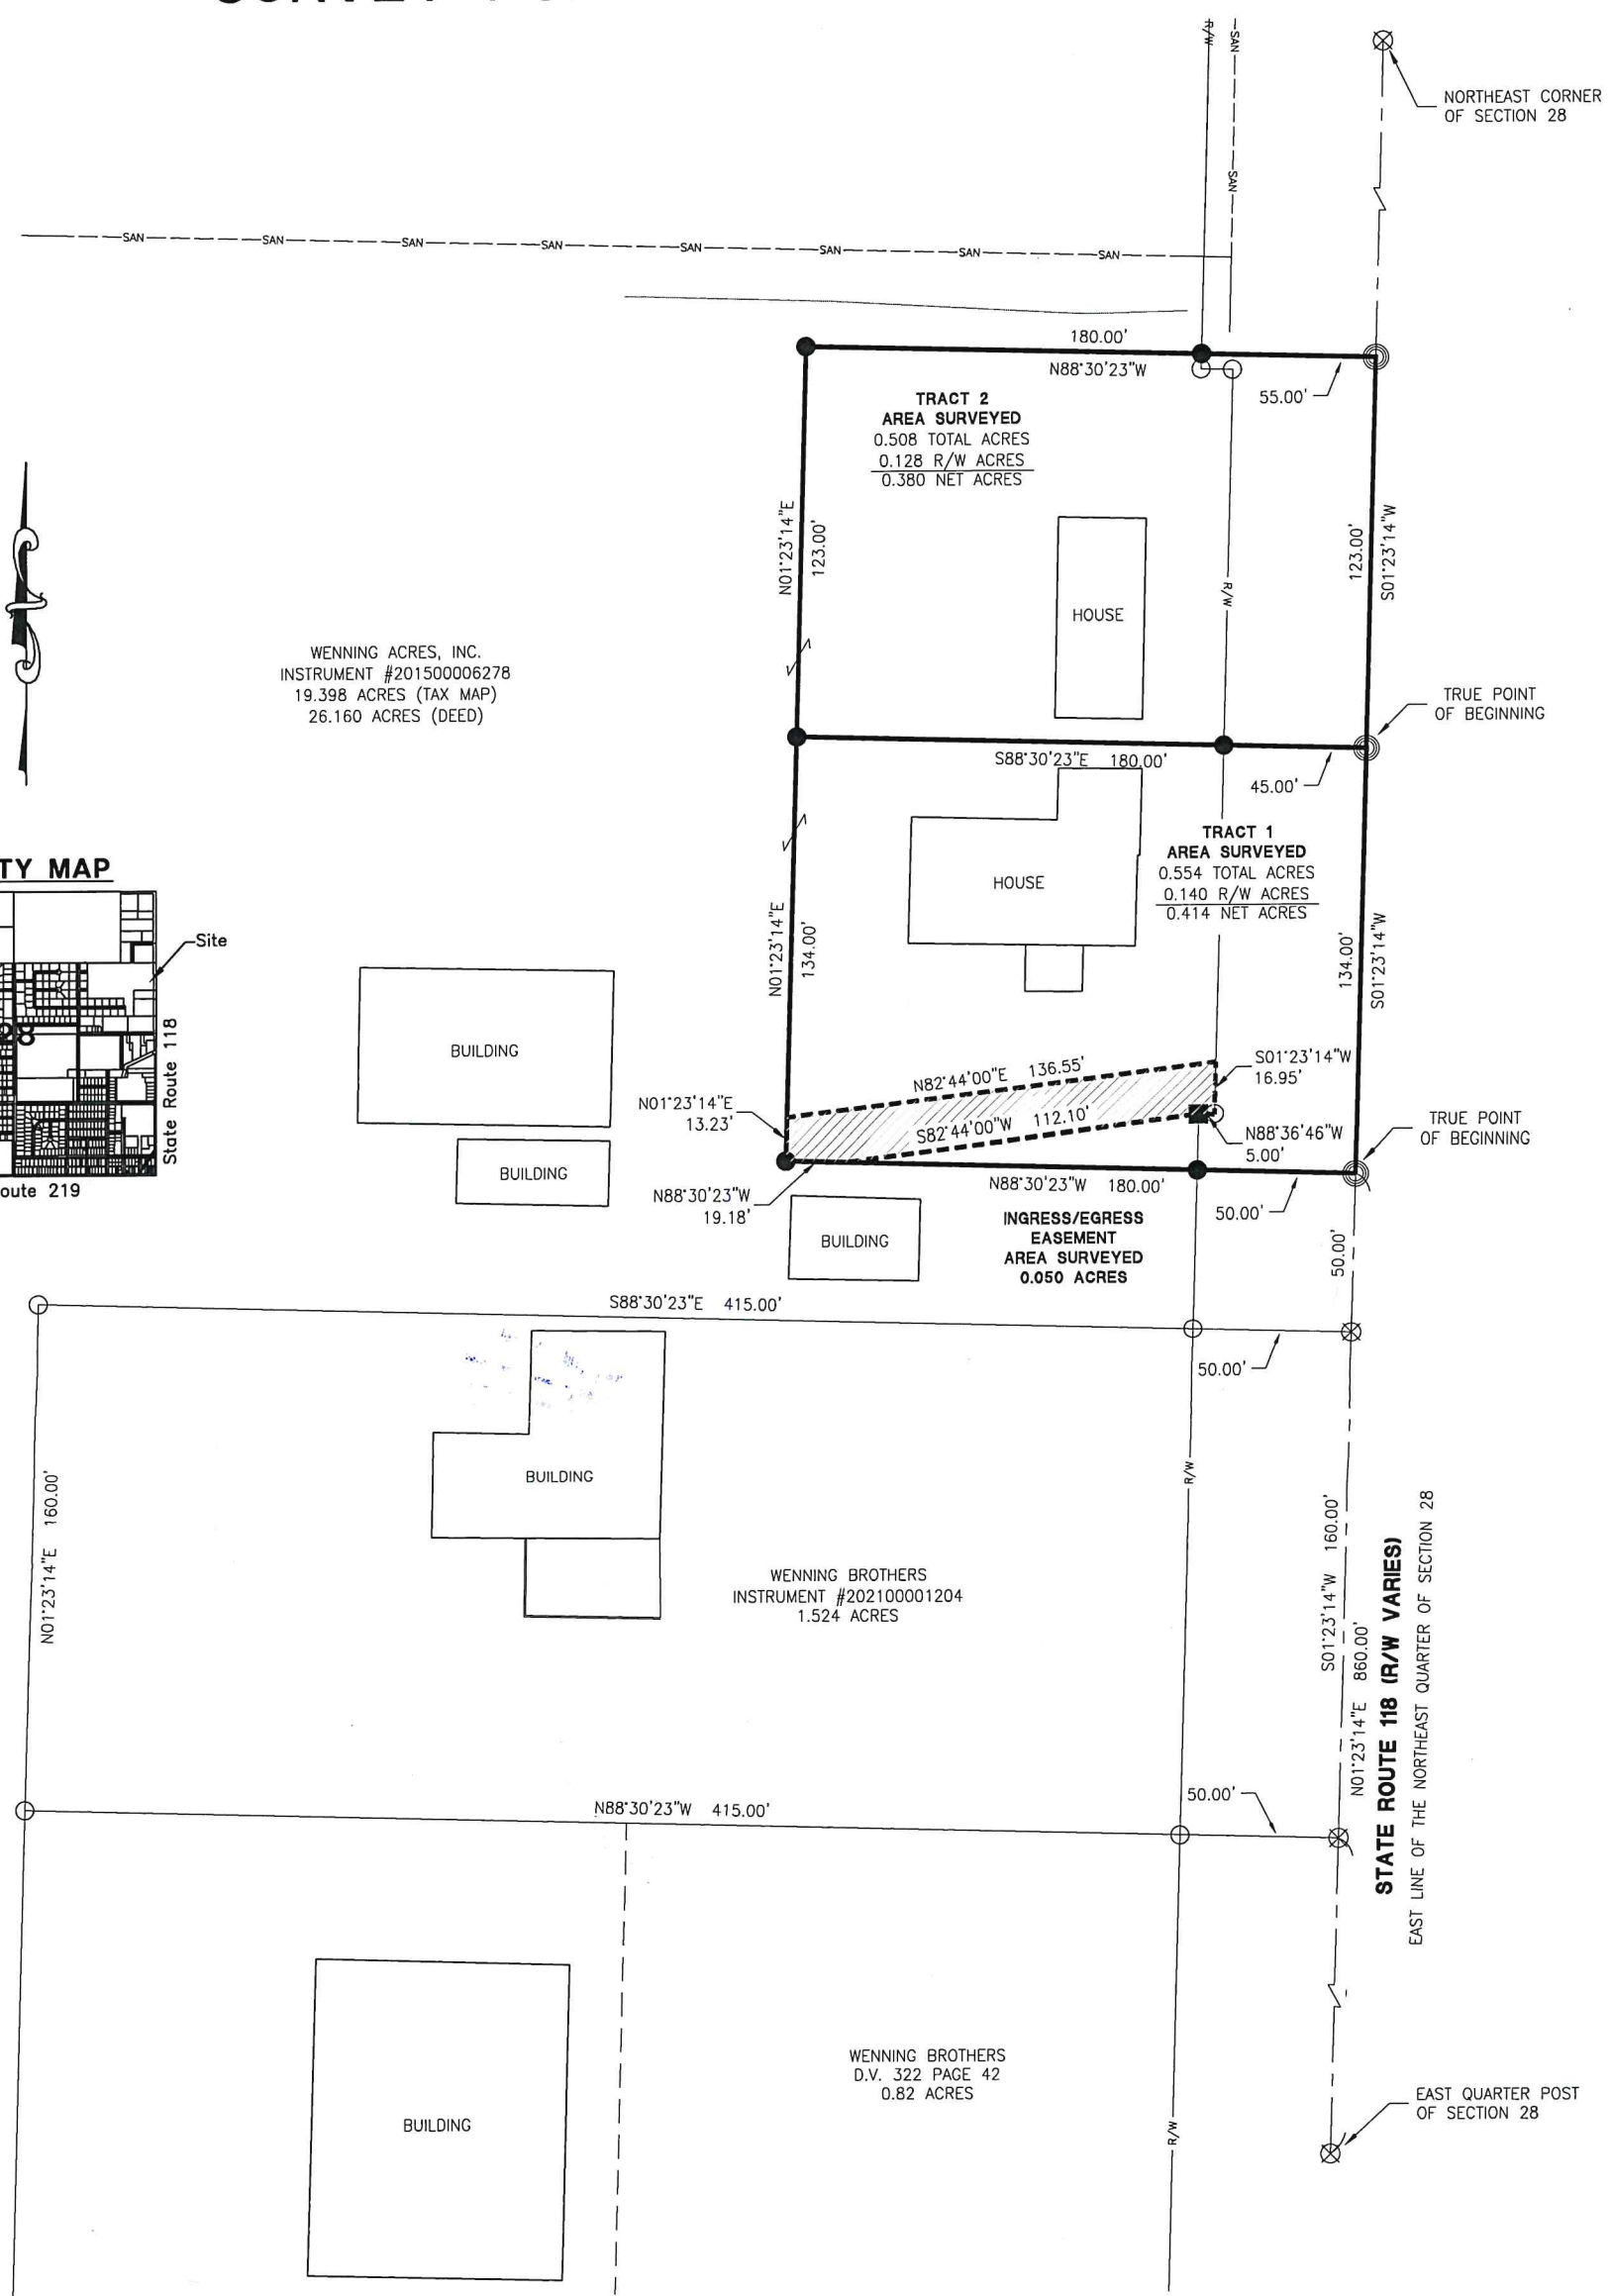 R/W
SAN
NORTHEAST CORNER
OF SECTION 28
SAN
SAN SAN SAN SAN SAN SAN SAN SAN
180.00'
N88°30'23"W
55.00'
TRACT 2
AREA SURVEYED
0.508 TOTAL ACRES
0.128 R/W ACRES
0.380 NET ACRES
N01°23'14"E
123.00'
123.00'
S01°23'14"W
R/W
HOUSE
WENNING ACRES, INC.
INSTRUMENT #201500006278
19.398 ACRES (TAX MAP)
26.160 ACRES (DEED)
TRUE POINT
OF BEGINNING
S88°30'23"E 180.00'
45.00'
TRACT 1
AREA SURVEYED
0.554 TOTAL ACRES
0.140 R/W ACRES
0.414 NET ACRES
HOUSE
TY MAP
Site
28
State Route 118
oute 219
N01°23'14"E
134.00'
134.00'
S01°23'14"W
BUILDING
N82°44'00"E 136.55'
S01°23'14"W
16.95'
N01°23'14"E
13.23'
S82°44'00"W 112.10'
N88°36'46"W
5.00'
TRUE POINT
OF BEGINNING
BUILDING
N88°30'23"W
19.18'
N88°30'23"W 180.00'
50.00'
INGRESS/EGRESS
EASEMENT
AREA SURVEYED
0.050 ACRES
BUILDING
50.00'
S88°30'23"E 415.00'
50.00'
BUILDING
N01°23'14"E 160.00'
R/W
S01°23'14"W 160.00'
N01°23'14"E 860.00'
STATE ROUTE 118 (R/W VARIES)
EAST LINE OF THE NORTHEAST QUARTER OF SECTION 28
WENNING BROTHERS
INSTRUMENT #202100001204
1.524 ACRES
N88°30'23"W 415.00'
50.00'
WENNING BROTHERS
D.V. 322 PAGE 42
0.82 ACRES
BUILDING
R/W
EAST QUARTER POST
OF SECTION 28